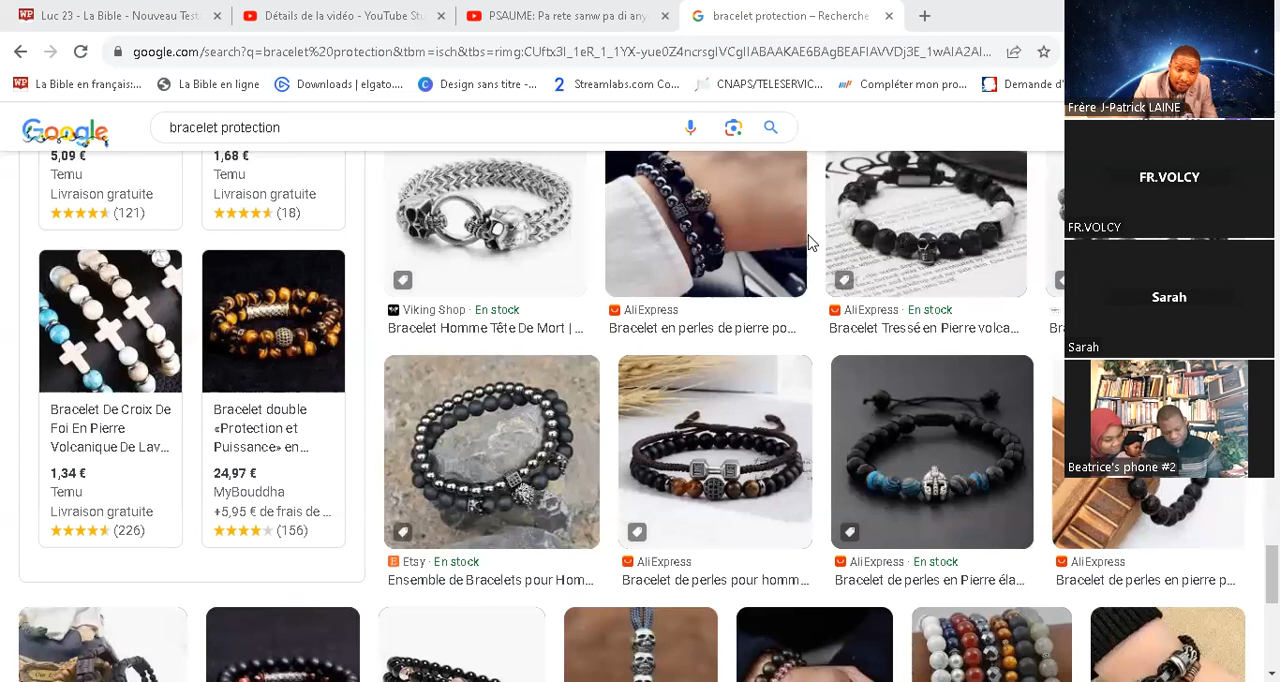 Luc 23 - La Bible - Nouveau Test
Détails de la vidéo - YouTube Stu
PSAUME: Pa rete sanw pa di any
bracelet protection – Recherche
google.com/search?q=bracelet%20protection&tbm=isch&tbs=rimg:CUftx3I_1eR_1_1YX-yue0Z4ncrsgIVCgIIABAAKAE6BAgBEAFIAVVDj3E_1wAIA2AI...
La Bible en français:...
La Bible en ligne
Downloads | elgato....
Design sans titre -...
Streamlabs.com Co...
CNAPS/TELESERVIC...
Compléter mon pro...
Demande d'
Google
bracelet protection
5,09 €
Temu
Livraison gratuite
(121)
1,68 €
Temu
Livraison gratuite
(18)
Viking Shop · En stock
Bracelet Homme Tête De Mort | ...
AliExpress
Bracelet en perles de pierre po...
AliExpress · En stock
Bracelet Tressé en Pierre volca...
Bracelet De Croix De
Foi En Pierre
Volcanique De Lav...
1,34 €
Temu
Livraison gratuite
(226)
Bracelet double
«Protection et
Puissance» en
24,97 €
MyBouddha
+5,95 € de frais de ...
(156)
Etsy · En stock
Ensemble de Bracelets pour Hom...
AliExpress
Bracelet de perles pour homm...
AliExpress · En stock
Bracelet de perles en Pierre éla...
AliExpress
Bracelet de perles en pierre p...
Frère J-Patrick LAINE
FR.VOLCY
FR.VOLCY
Sarah
Sarah
Beatrice's phone #2